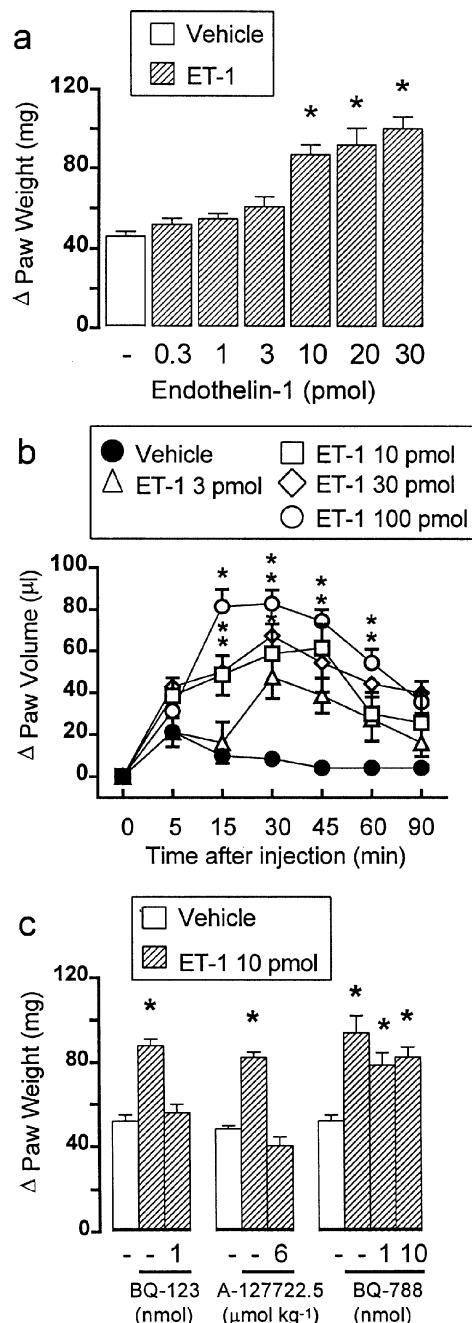 a
Vehicle
ET-1
Δ Paw Weight (mg)
120
80
40
0
* * *
- 0.3 1 3 10 20 30
Endothelin-1 (pmol)
b
Vehicle
ET-1 3 pmol
ET-1 10 pmol
ET-1 30 pmol
ET-1 100 pmol
Δ Paw Volume (µl)
100
80
60
40
20
0
* * * * * * * * *
0 5 15 30 45 60 90
Time after injection (min)
c
Vehicle
ET-1 10 pmol
Δ Paw Weight (mg)
120
80
40
0
* * * * *
- - 1 - - 6 - - 1 10
BQ-123 A-127722.5 BQ-788
(nmol) (µmol kg⁻¹) (nmol)